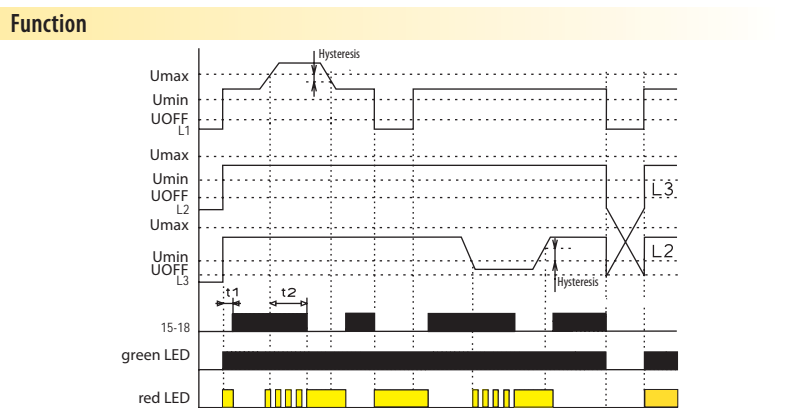 Function
Hysteresis
Umax
Umin
UOFF
L1
Umax
Umin
UOFF
L2
L3
Umax
L2
Umin
UOFF
L3
Hysteresis
t1 t2
15-18
green LED
red LED